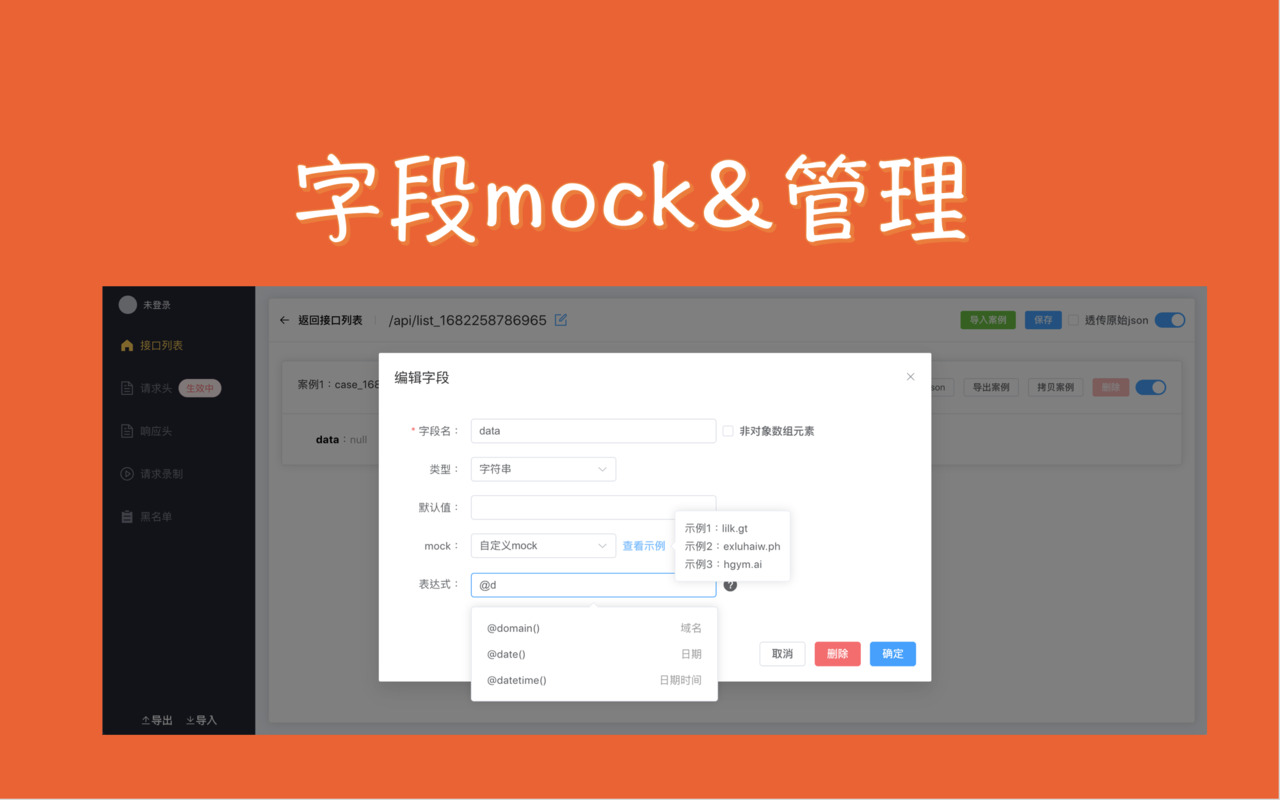 字段mock&管理
未登录
接口列表
请求头 生效中
响应头
请求录制
黑名单
导出 导入
返回接口列表 /api/list_1682258786965
导入案例 保存 透传原始json
案例1：case_168
son 导出案例 拷贝案例 删除
data：null
编辑字段
* 字段名： data 非对象数组元素
类型： 字符串
默认值：
mock： 自定义mock 查看示例
示例1：lilk.gt
示例2：exluhaiw.ph
示例3：hgym.ai
表达式： @d ?
@domain() 域名
@date() 日期
@datetime() 日期时间
取消 删除 确定